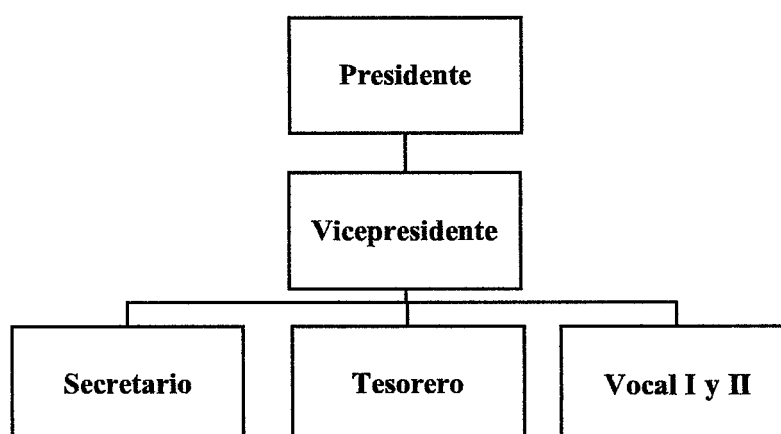 Presidente
Vicepresidente
Secretario
Tesorero
Vocal I y II